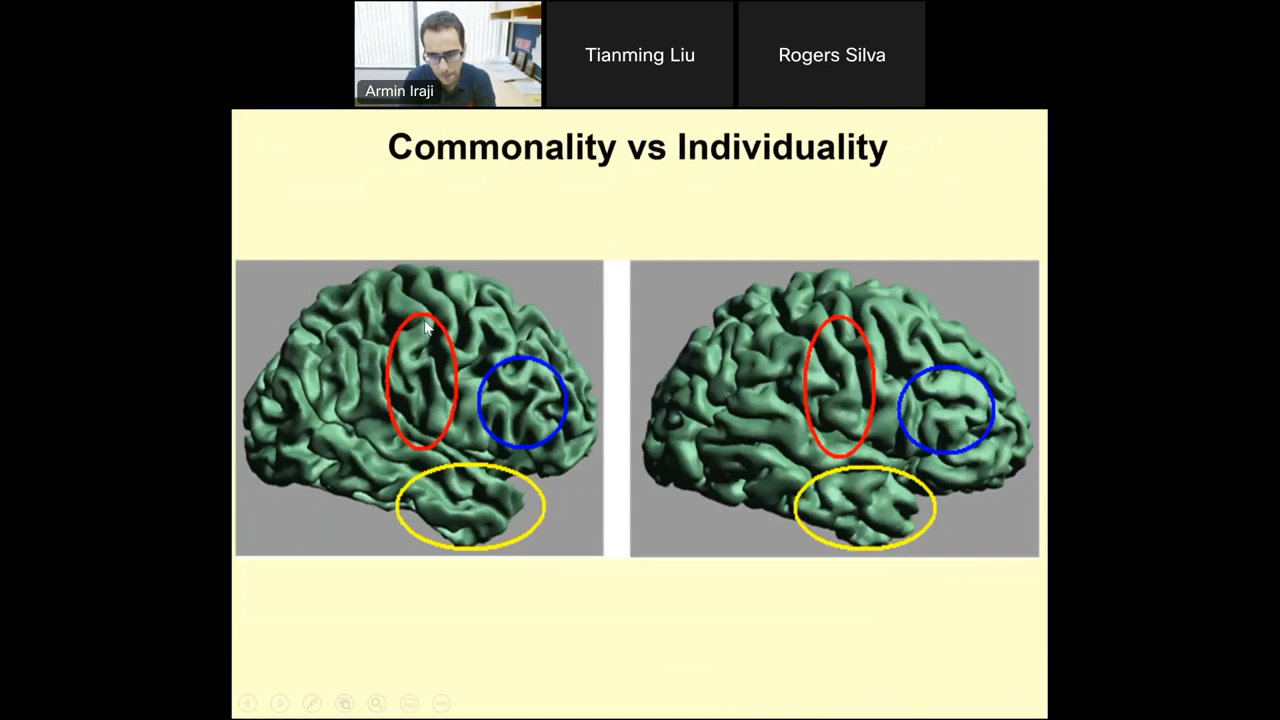 Armin Iraji
Tianming Liu
Rogers Silva
Commonality vs Individuality